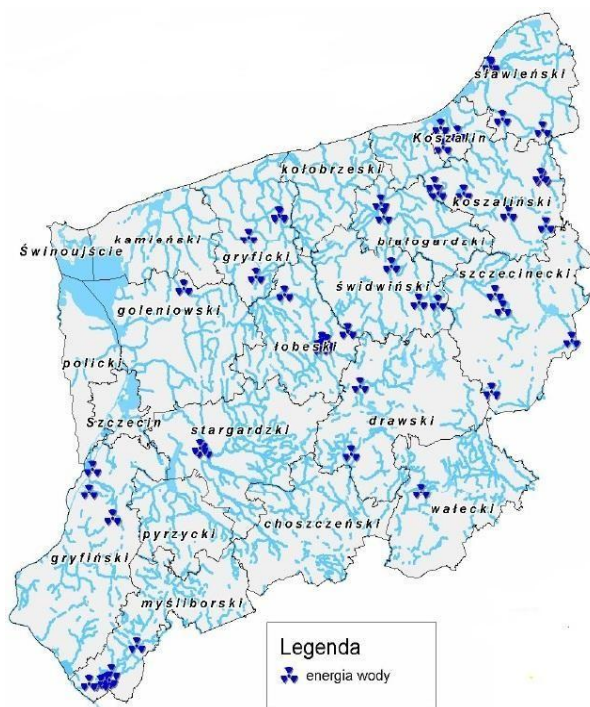 sławieński
Koszalin
kołobrzeski
koszaliński
Świnoujście
kamieński
gryficki
białogardzki
szczecinecki
świdwiński
goleniowski
łobeski
policki
Szczecin
stargardzki
drawski
wałecki
choszczeński
pyrzycki
gryfiński
myśliborski
Legenda
energia wody